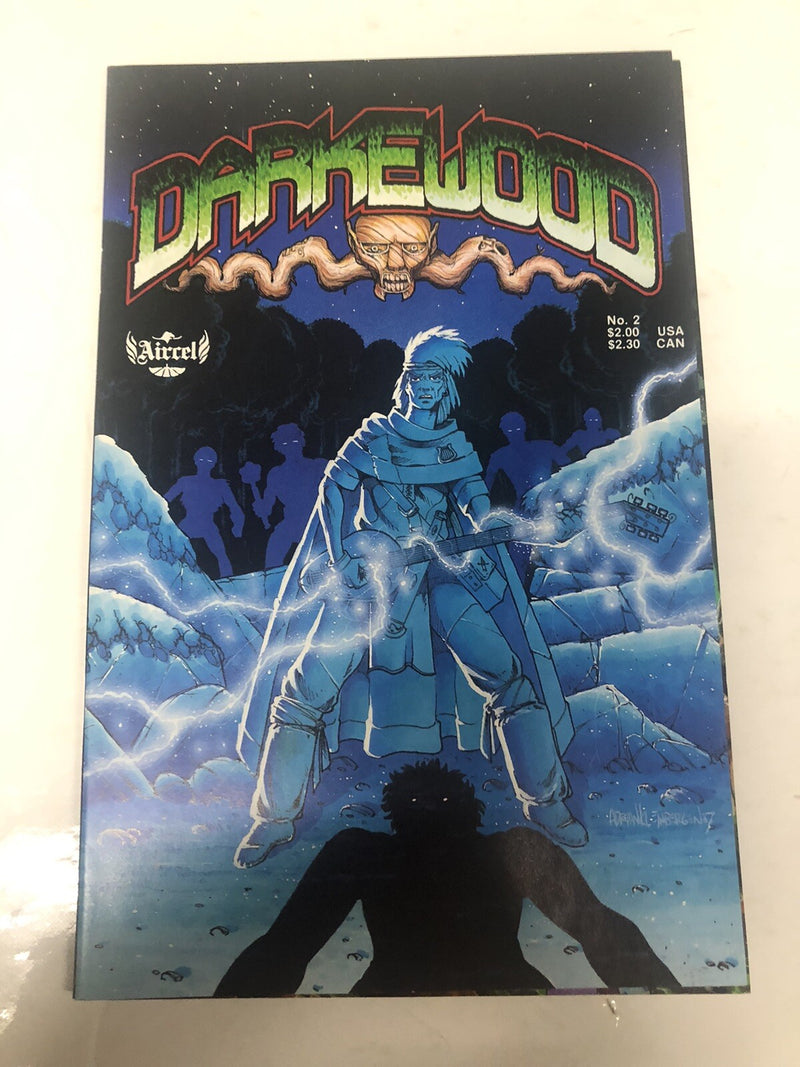 DARKEWOOD
Aircel
No. 2
$2.00 USA
$2.30 CAN